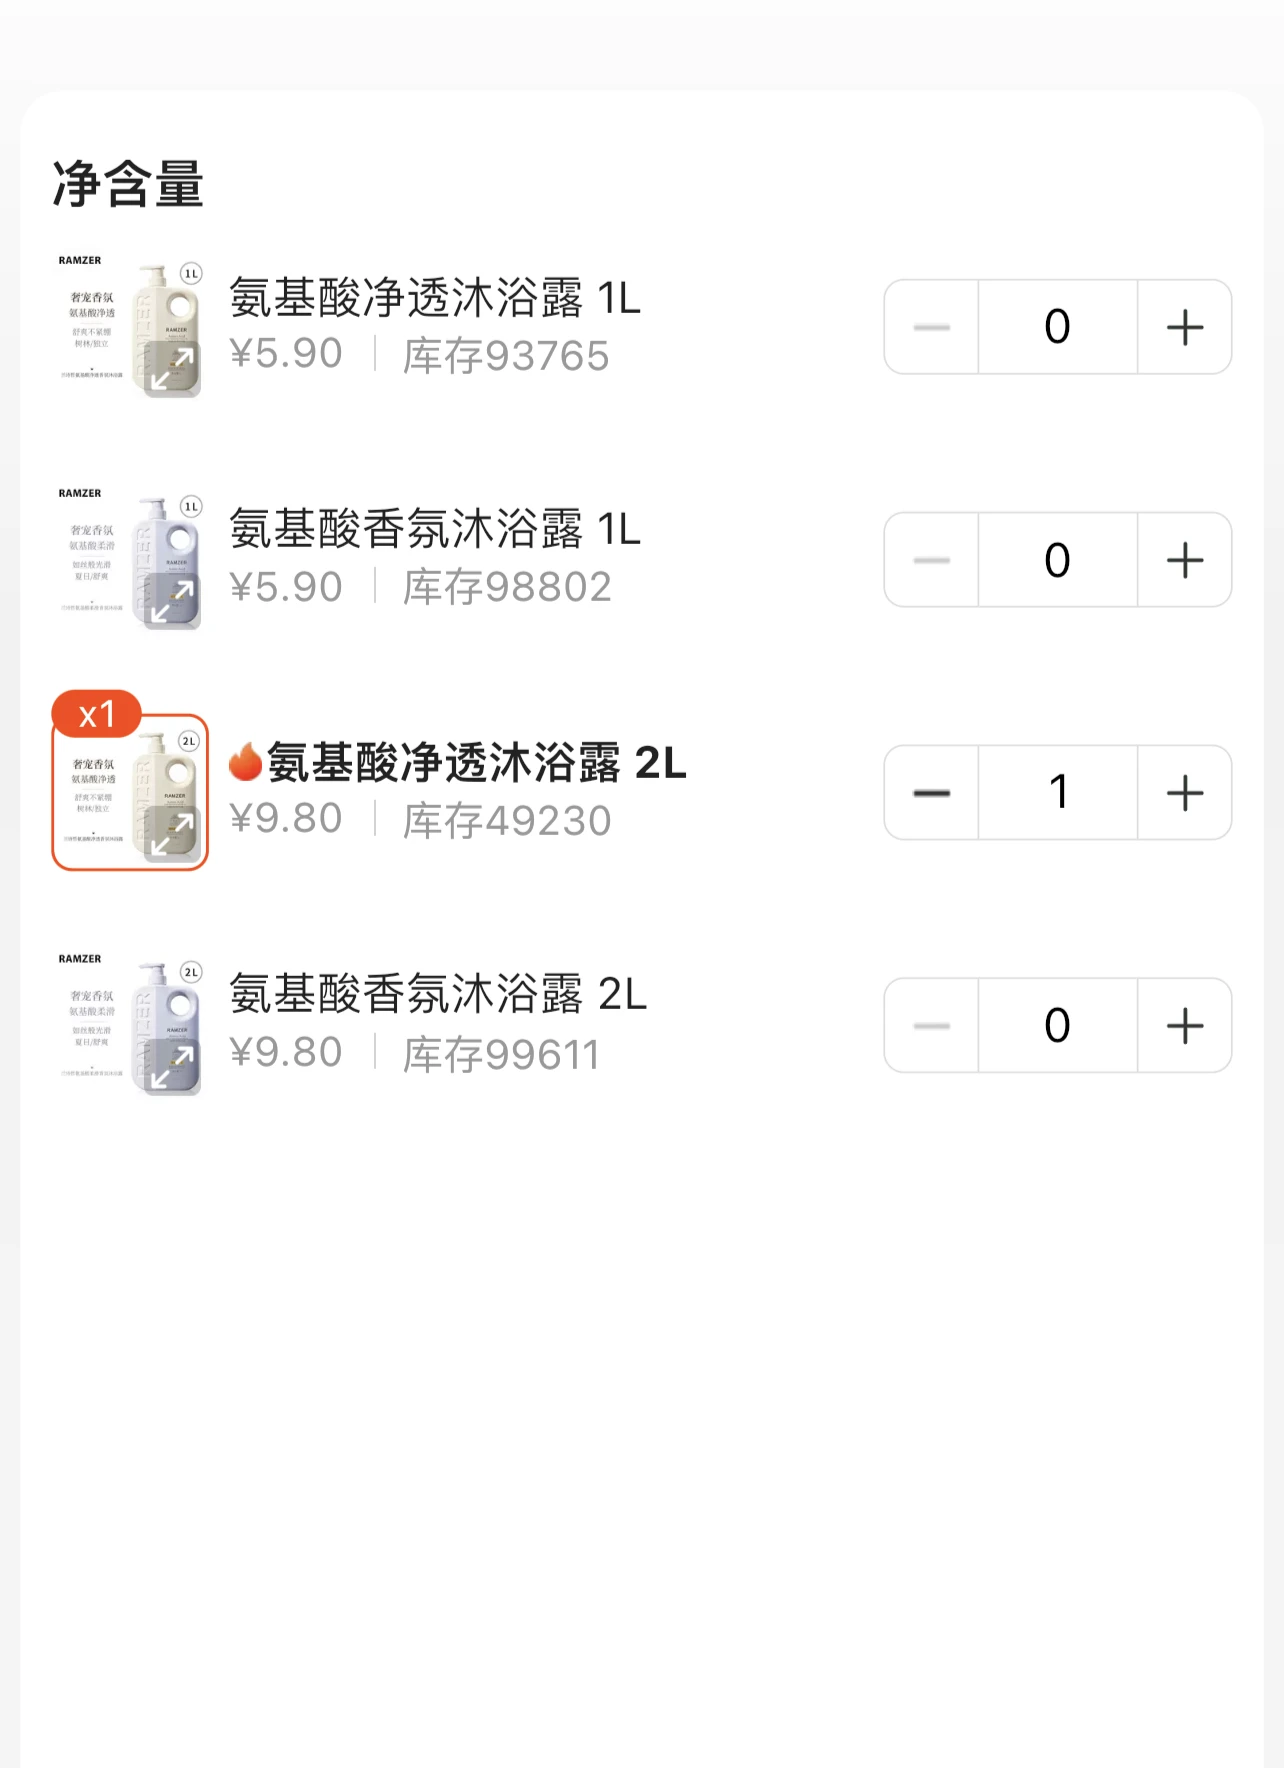 净含量
RAMZER
1L
奢宠香氛
氨基酸净透
舒爽不紧绷
树林/独立
RAMZER
氨基酸净透沐浴露 1L
¥5.90 | 库存93765
0
RAMZER
1L
奢宠香氛
氨基酸柔滑
如丝般光滑
夏日/舒爽
RAMZER
氨基酸香氛沐浴露 1L
¥5.90 | 库存98802
0
x1
2L
奢宠香氛
氨基酸净透
舒爽不紧绷
树林/独立
RAMZER
🔥氨基酸净透沐浴露 2L
¥9.80 | 库存49230
1
RAMZER
2L
奢宠香氛
氨基酸柔滑
如丝般光滑
夏日/舒爽
RAMZER
氨基酸香氛沐浴露 2L
¥9.80 | 库存99611
0